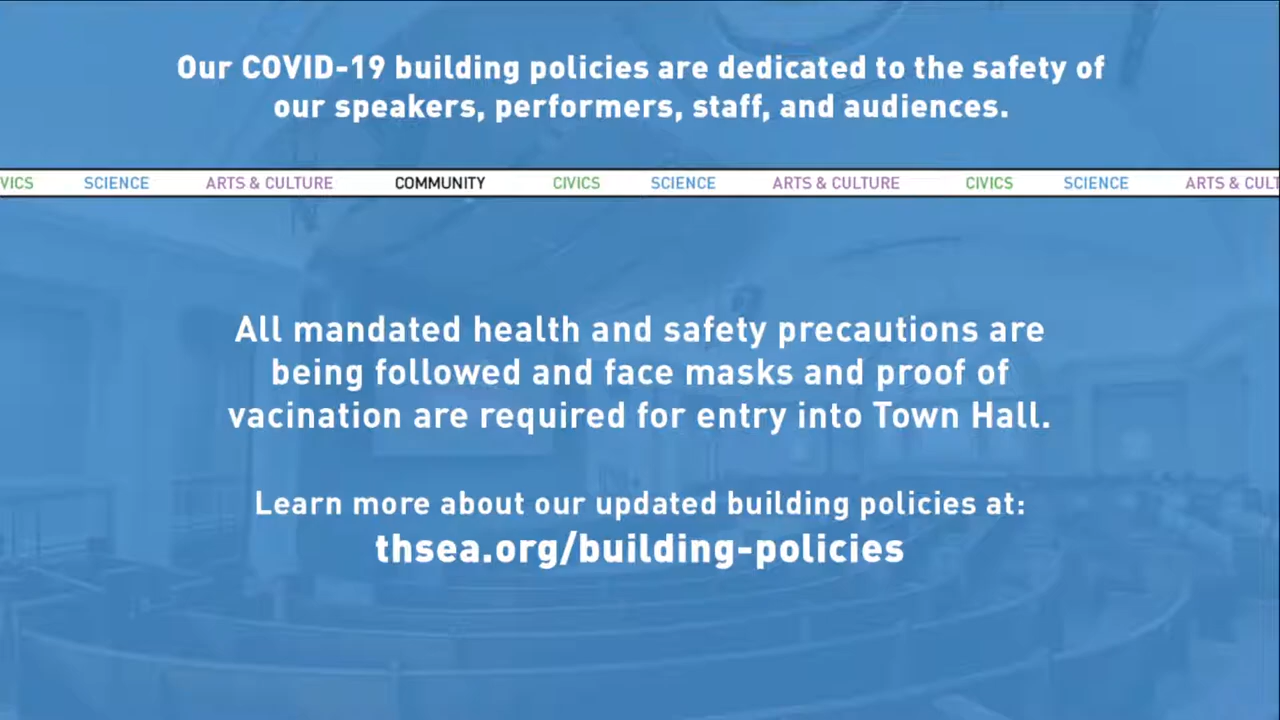 Our COVID-19 building policies are dedicated to the safety of
our speakers, performers, staff, and audiences.
VICS SCIENCE ARTS & CULTURE COMMUNITY CIVICS SCIENCE ARTS & CULTURE CIVICS SCIENCE ARTS & CULT
All mandated health and safety precautions are
being followed and face masks and proof of
vacination are required for entry into Town Hall.
Learn more about our updated building policies at:
thsea.org/building-policies